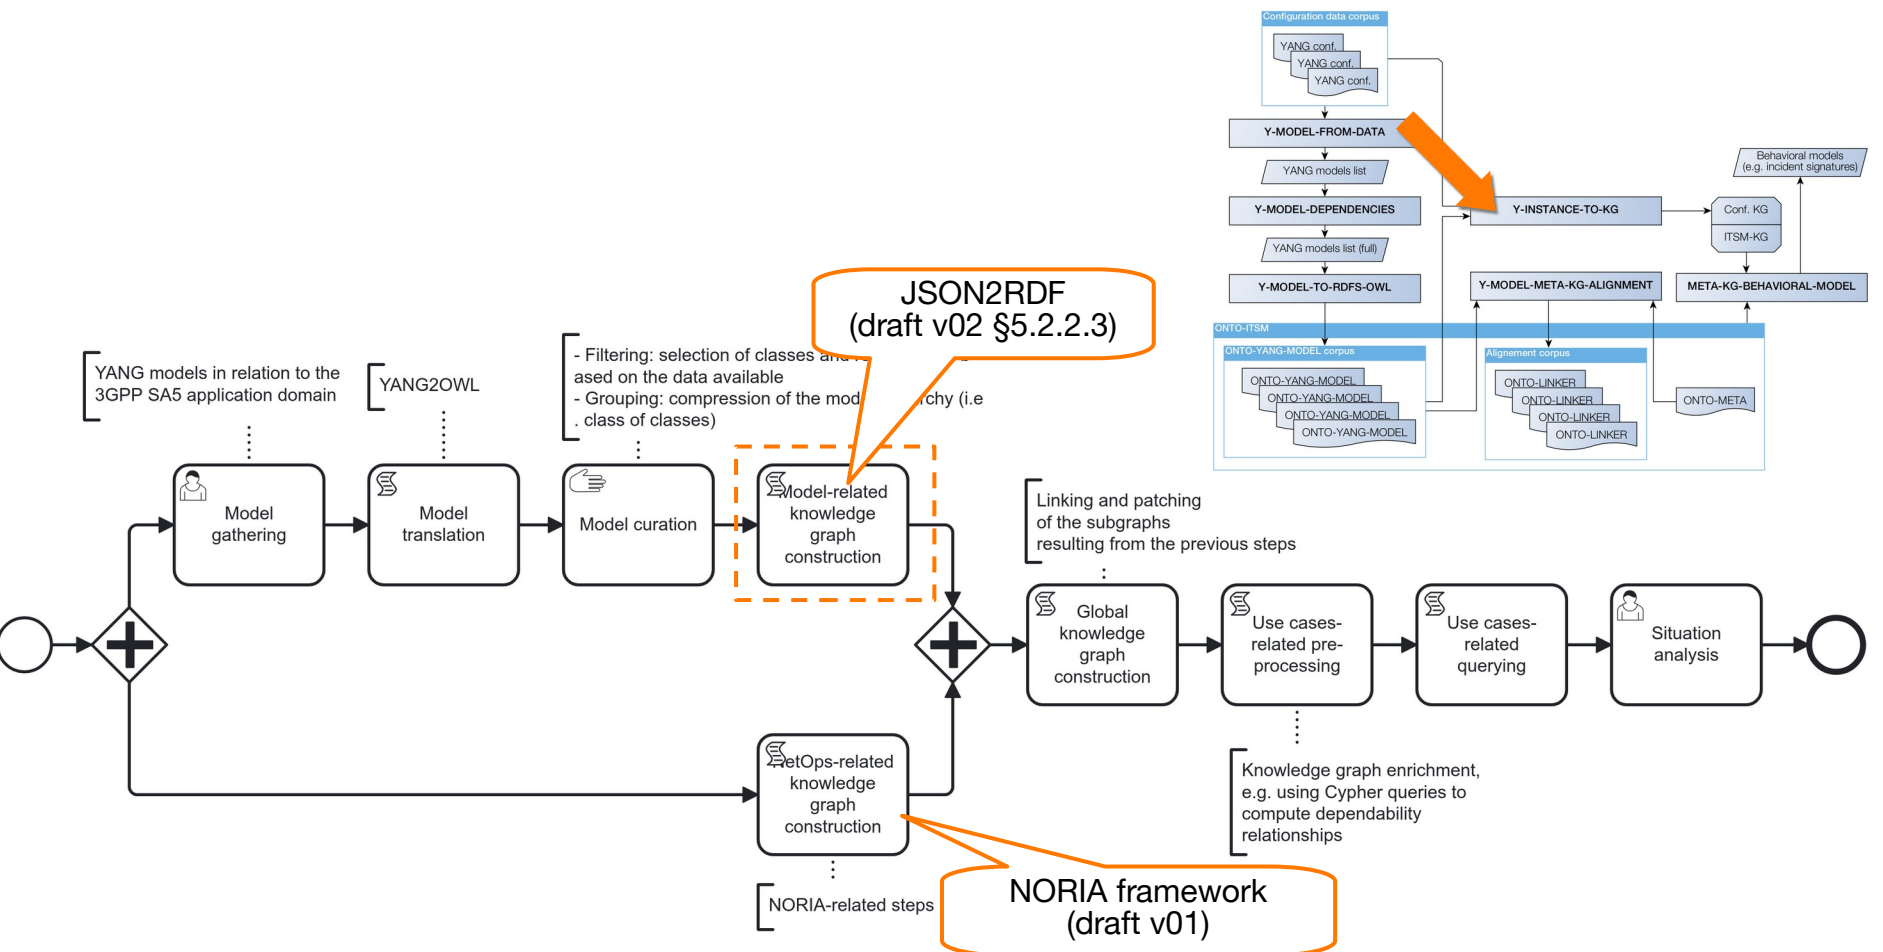 Configuration data corpus
YANG conf.
YANG conf.
YANG conf.
Y-MODEL-FROM-DATA
YANG models list
Y-MODEL-DEPENDENCIES
YANG models list (full)
Y-MODEL-TO-RDFS-OWL
Y-INSTANCE-TO-KG
Conf. KG
ITSM-KG
Behavioral models
(e.g. incident signatures)
Y-MODEL-META-KG-ALIGNMENT
META-KG-BEHAVIORAL-MODEL
ONTO-ITSM
ONTO-YANG-MODEL corpus
ONTO-YANG-MODEL
ONTO-YANG-MODEL
ONTO-YANG-MODEL
ONTO-YANG-MODEL
Alignement corpus
ONTO-LINKER
ONTO-LINKER
ONTO-LINKER
ONTO-LINKER
ONTO-META
JSON2RDF
(draft v02 §5.2.2.3)
YANG models in relation to the
3GPP SA5 application domain
YANG2OWL
- Filtering: selection of classes and
ased on the data available
- Grouping: compression of the mod rchy (i.e
. class of classes)
Model
gathering
Model
translation
Model curation
Model-related
knowledge
graph
construction
Linking and patching
of the subgraphs
resulting from the previous steps
Global
knowledge
graph
construction
Use cases-
related pre-
processing
Use cases-
related
querying
Situation
analysis
NetOps-related
knowledge
graph
construction
Knowledge graph enrichment,
e.g. using Cypher queries to
compute dependability
relationships
NORIA-related steps
NORIA framework
(draft v01)